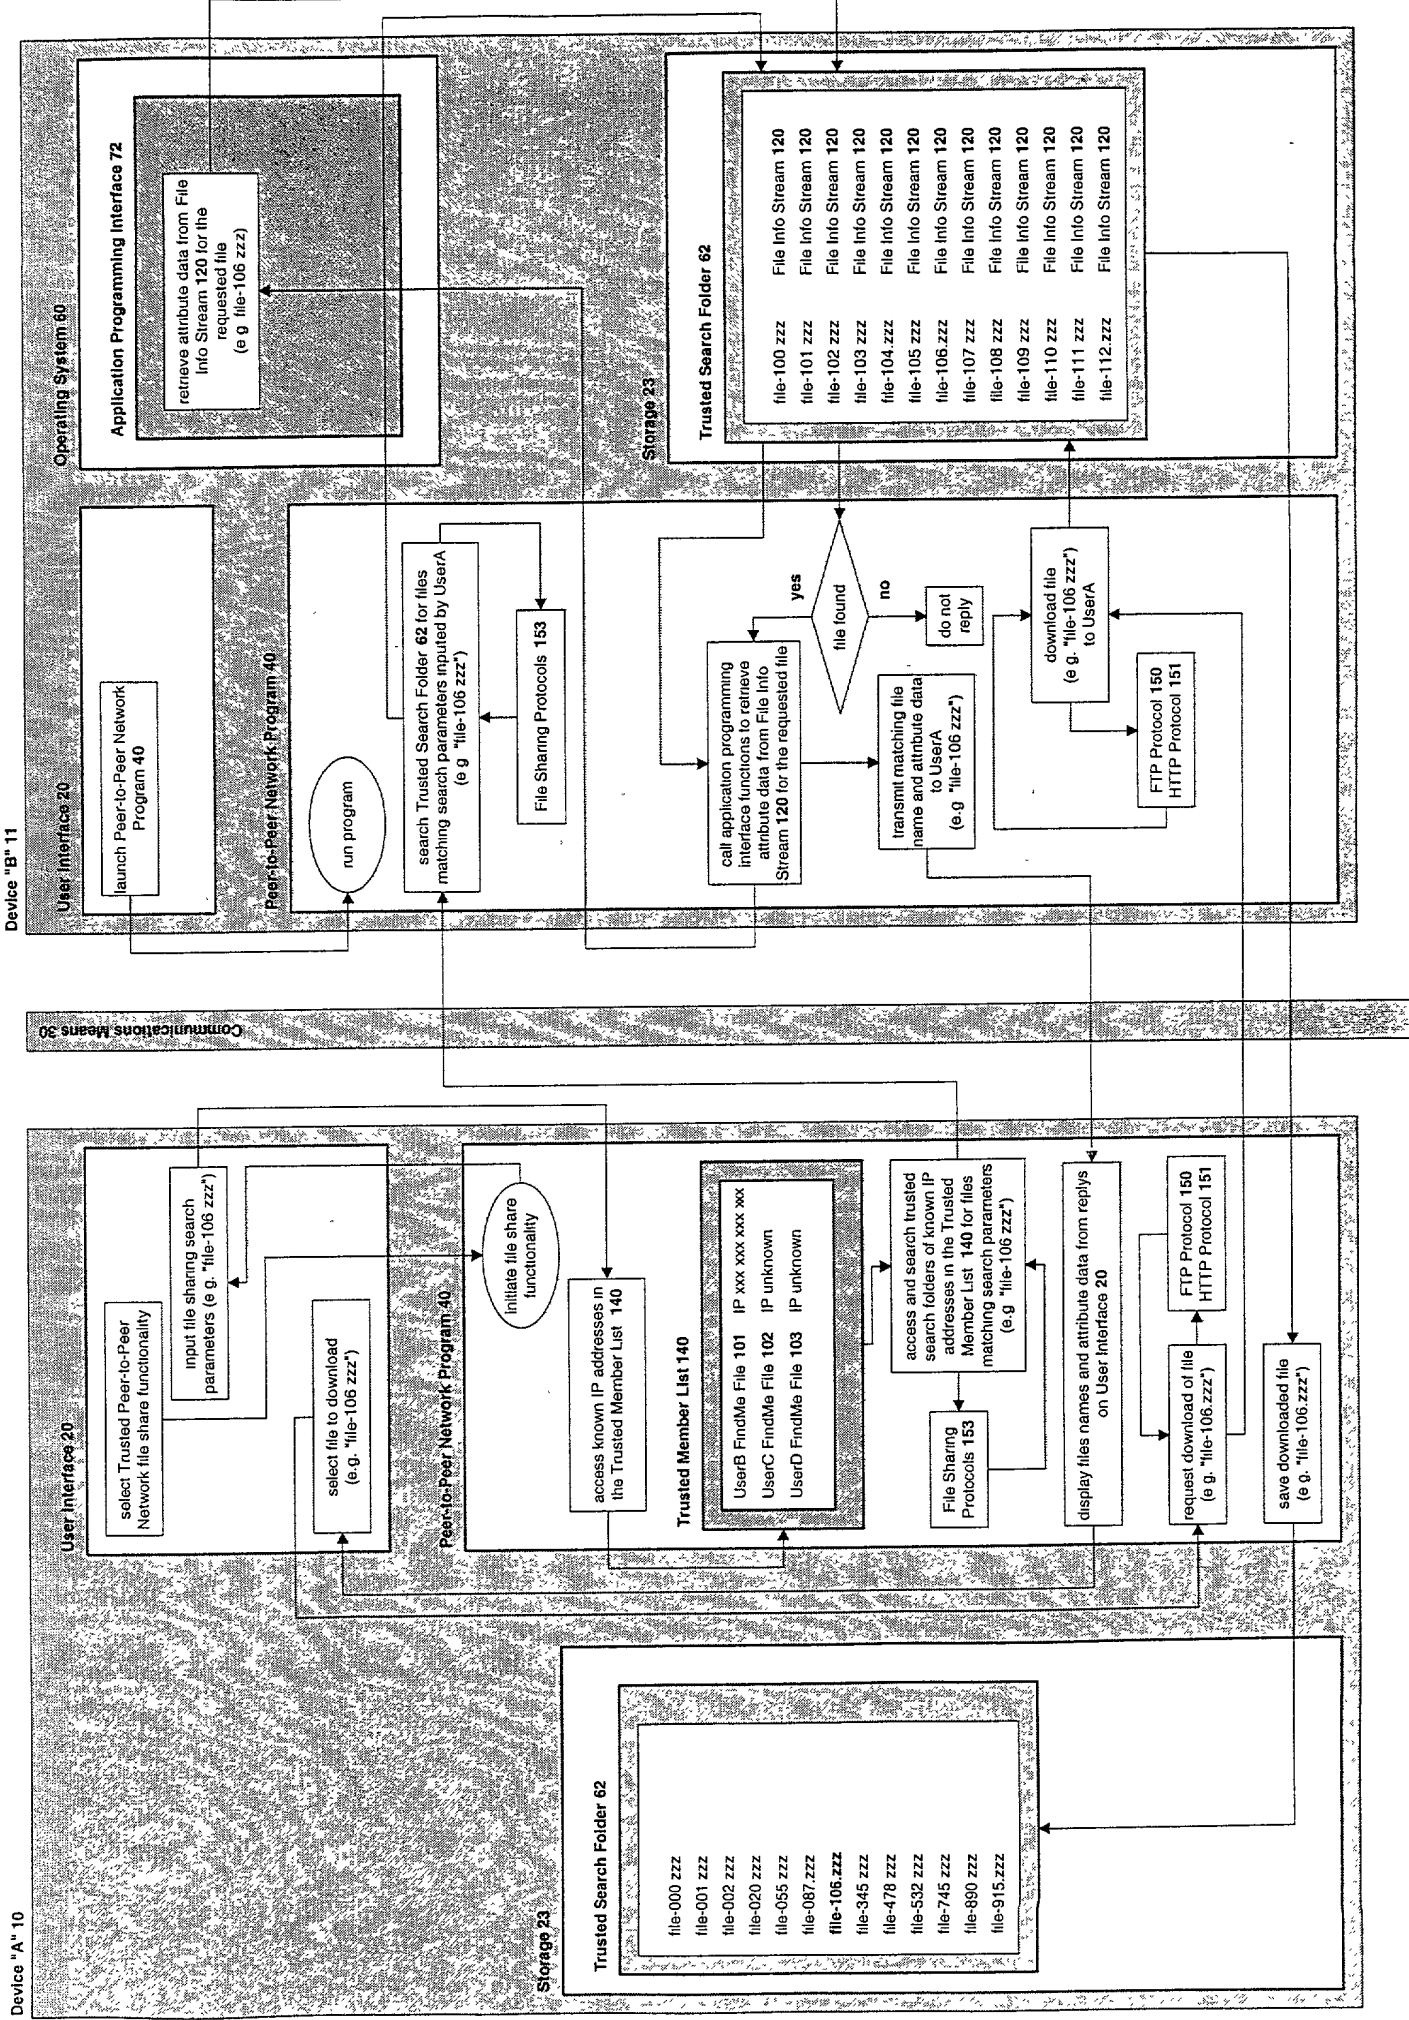 Device "A" 10
User Interface 20
select Trusted Peer-to-Peer
Network file share functionality
input file sharing search
parameters (e g. "file-106 zzz")
select file to download
(e.g. "file-106 zzz")
Peer-to-Peer Network Program 40
initiate file share
functionality
access known IP addresses in
the Trusted Member List 140
Trusted Member List 140
UserB FindMe File 101 IP xxx xxx xxx xxx
UserC FindMe File 102 IP unknown
UserD FindMe File 103 IP unknown
access and search trusted
search folders of known IP
addresses in the Trusted
Member List 140 for files
matching search parameters
(e.g "file-106 zzz")
File Sharing
Protocols 153
display files names and attribute data from replys
on User Interface 20
request download of file
(e g. "file-106.zzz")
FTP Protocol 150
HTTP Protocol 151
save downloaded file
(e g. "file-106.zzz")
Storage 23
Trusted Search Folder 62
file-000 zzz
file-001 zzz
file-002 zzz
file-020 zzz
file-055 zzz
file-087.zzz
file-106.zzz
file-345 zzz
file-478 zzz
file-532 zzz
file-745 zzz
file-890 zzz
file-915.zzz
Communications Means 30
Device "B" 11
User Interface 20
launch Peer-to-Peer Network
Program 40
Peer-to-Peer Network Program 40
run program
search Trusted Search Folder 62 for files
matching search parameters inputed by UserA
(e g "file-106 zzz")
File Sharing Protocols 153
call application programming
interface functions to retrieve
attribute data from File Info
Stream 120 for the requested file
yes
file found
no
do not
reply
transmit matching file
name and attribute data
to UserA
(e.g "file-106 zzz")
download file
(e g. "file-106 zzz")
to UserA
FTP Protocol 150
HTTP Protocol 151
Operating System 60
Application Programming Interface 72
retrieve attribute data from File
Info Stream 120 for the
requested file
(e g file-106 zzz)
Storage 23
Trusted Search Folder 62
file-100 zzz File Info Stream 120
file-101 zzz File Info Stream 120
file-102 zzz File Info Stream 120
file-103 zzz File Info Stream 120
file-104.zzz File Info Stream 120
file-105 zzz File Info Stream 120
file-106.zzz File Info Stream 120
file-107 zzz File Info Stream 120
file-108 zzz File Info Stream 120
file-109 zzz File Info Stream 120
file-110 zzz File Info Stream 120
file-111 zzz File Info Stream 120
file-112.zzz File Info Stream 120